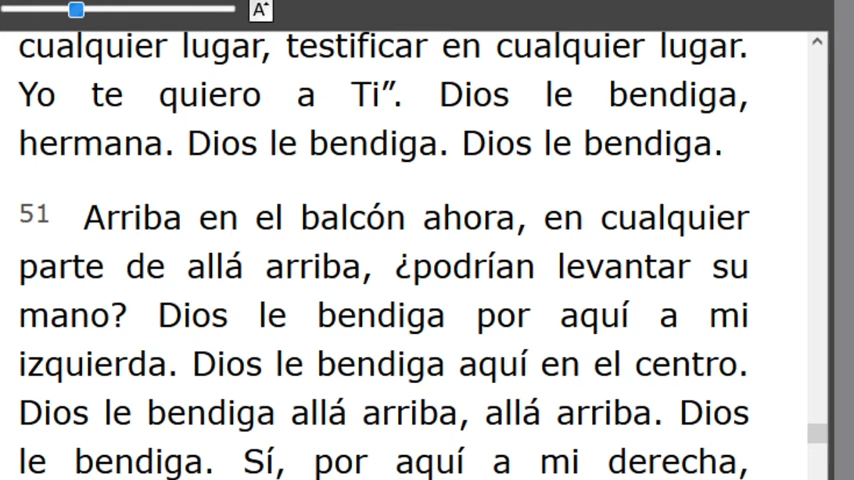 A^
cualquier lugar, testificar en cualquier lugar.
Yo te quiero a Ti”. Dios le bendiga,
hermana. Dios le bendiga. Dios le bendiga.
51 Arriba en el balcón ahora, en cualquier
parte de allá arriba, ¿podrían levantar su
mano? Dios le bendiga por aquí a mi
izquierda. Dios le bendiga aquí en el centro.
Dios le bendiga allá arriba, allá arriba. Dios
le bendiga. Sí, por aquí a mi derecha,